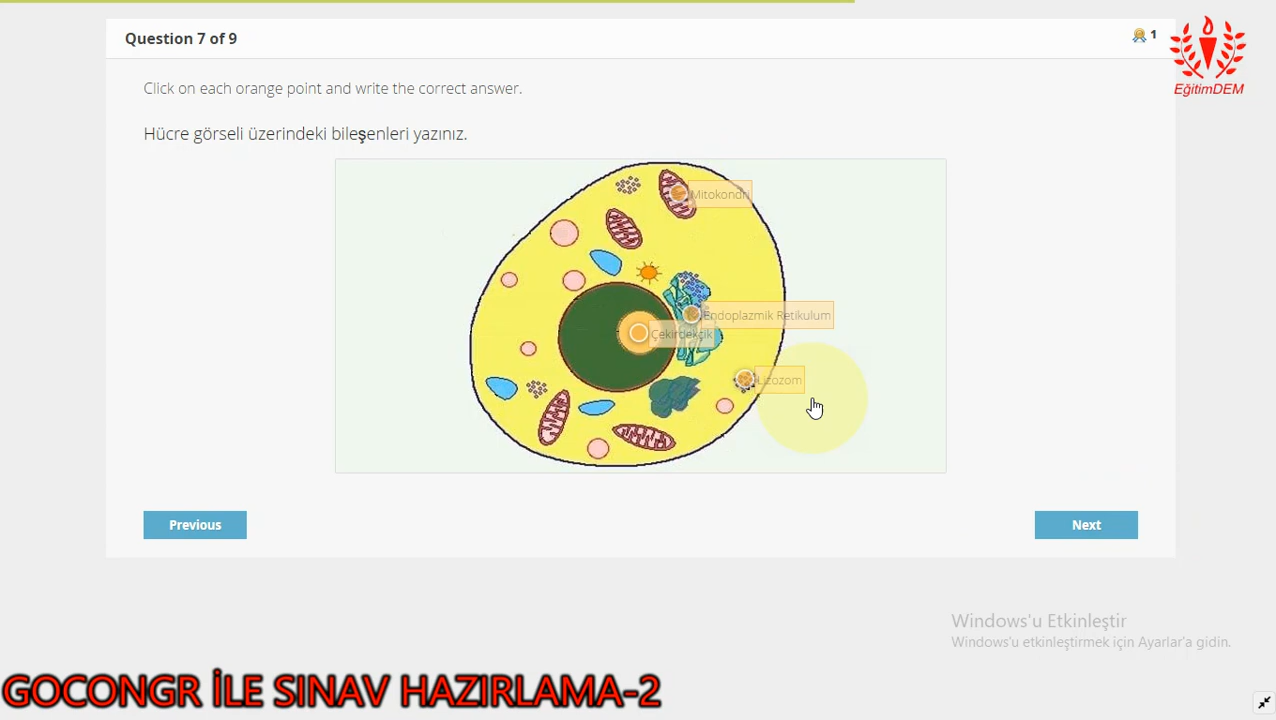 Question 7 of 9
1
EğitimDEM
Click on each orange point and write the correct answer.
Hücre görseli üzerindeki bileşenleri yazınız.
Mitokondri
Endoplazmik Retikulum
Çekirdekçik
Lizozom
Previous
Next
Windows'u Etkinleştir
Windows'u etkinleştirmek için Ayarlar'a gidin.
GOCONGR İLE SINAV HAZIRLAMA-2